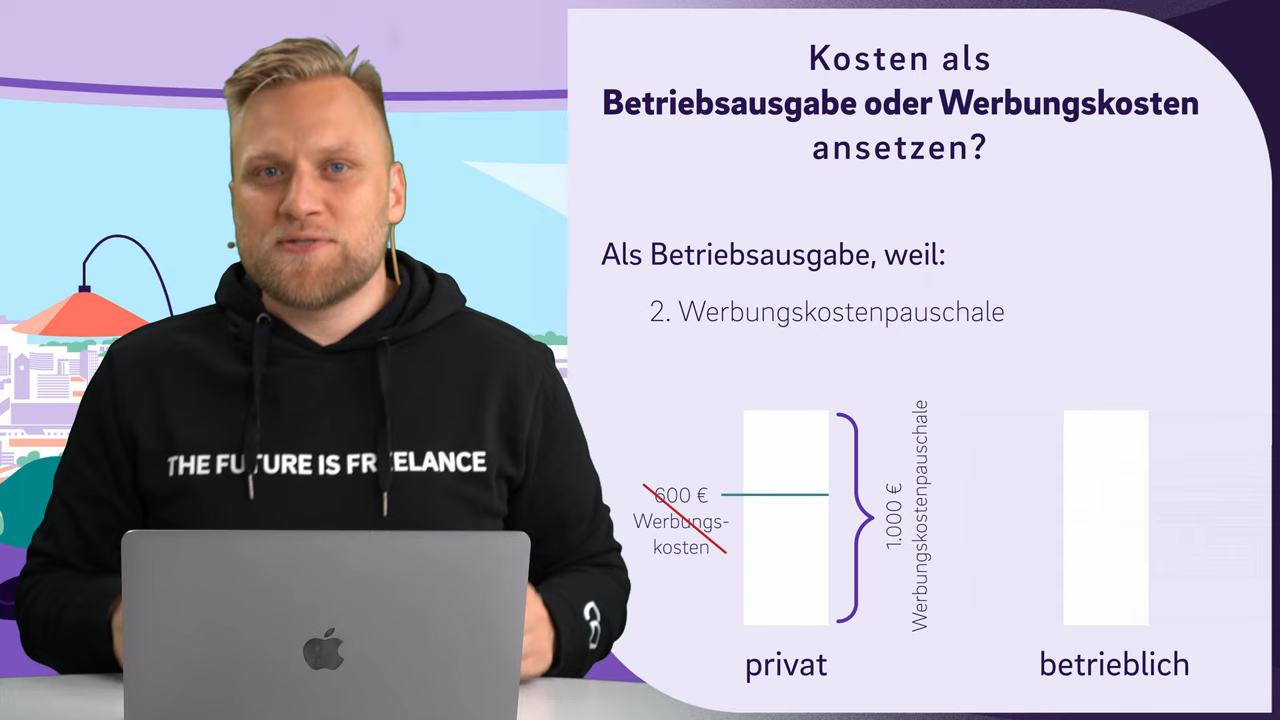 Kosten als
Betriebsausgabe oder Werbungskosten
ansetzen?
Als Betriebsausgabe, weil:
2. Werbungskostenpauschale
600 €
Werbungs-
kosten
1.000 €
Werbungskostenpauschale
privat
betrieblich
THE FUTURE IS FREELANCE